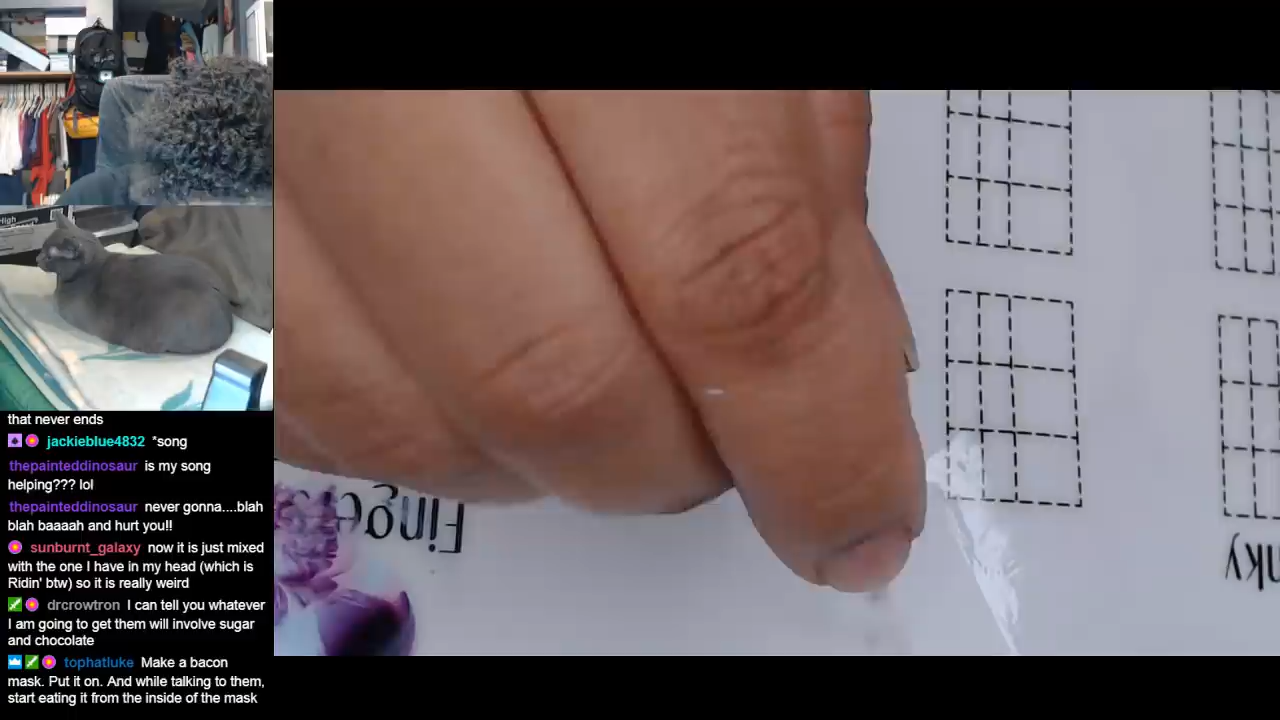 High
that never ends
jackieblue4832 *song
thepainteddinosaur is my song
helping??? lol
thepainteddinosaur never gonna....blah
blah baaaah and hurt you!!
sunburnt_galaxy now it is just mixed
with the one I have in my head (which is
Ridin' btw) so it is really weird
drcrowtron I can tell you whatever
I am going to get them will involve sugar
and chocolate
tophatluke Make a bacon
mask. Put it on. And while talking to them,
start eating it from the inside of the mask
Finge
nky